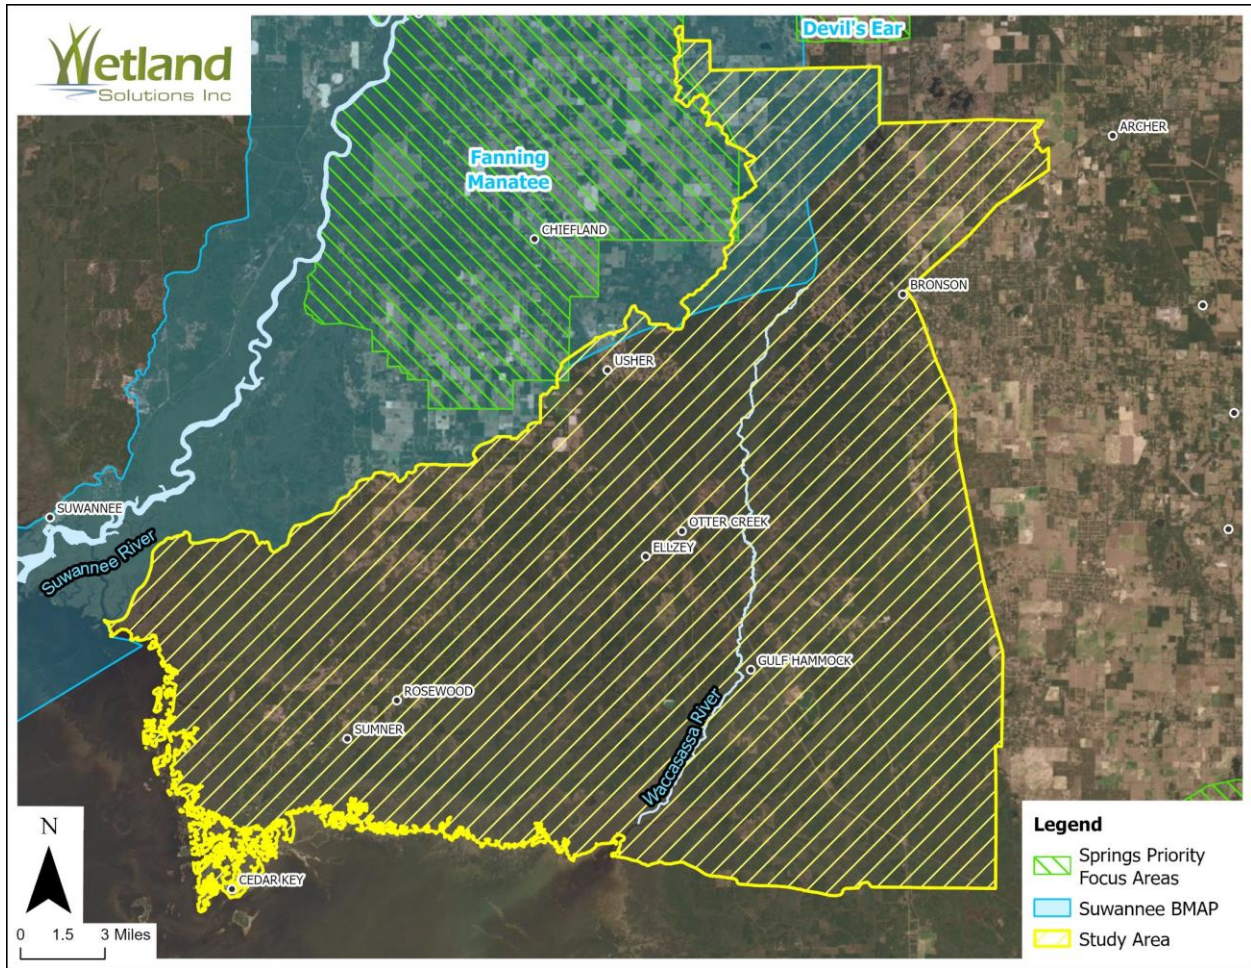 Wetland
Solutions Inc
Devil's Ear
ARCHER
Fanning
Manatee
CHIEFLAND
BRONSON
USHER
SUWANNEE
Suwannee River
OTTER CREEK
ELLZEY
GULF HAMMOCK
ROSEWOOD
SUMNER
Waccasassa River
CEDAR KEY
N
0 1.5 3 Miles
Legend
Springs Priority
Focus Areas
Suwannee BMAP
Study Area